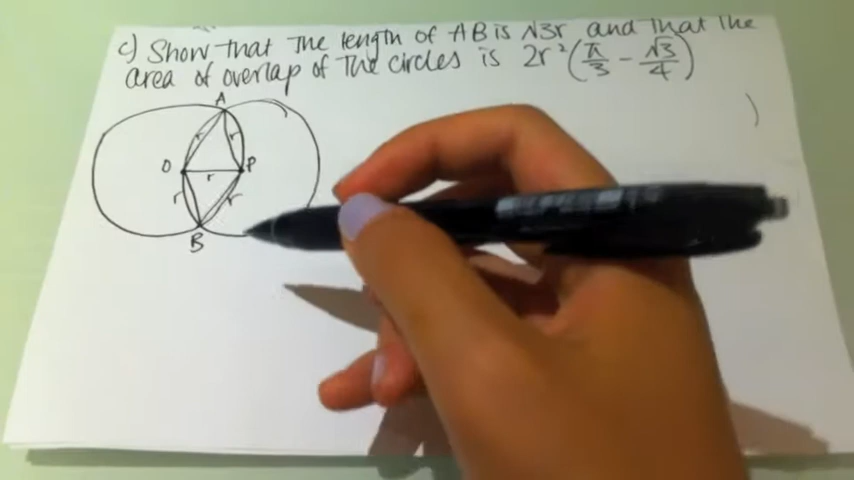 c) Show that the length of AB is √3r and that the
area of overlap of the circles is 2r²(π/3 - √3/4)
A
r r
O r P
r r
B